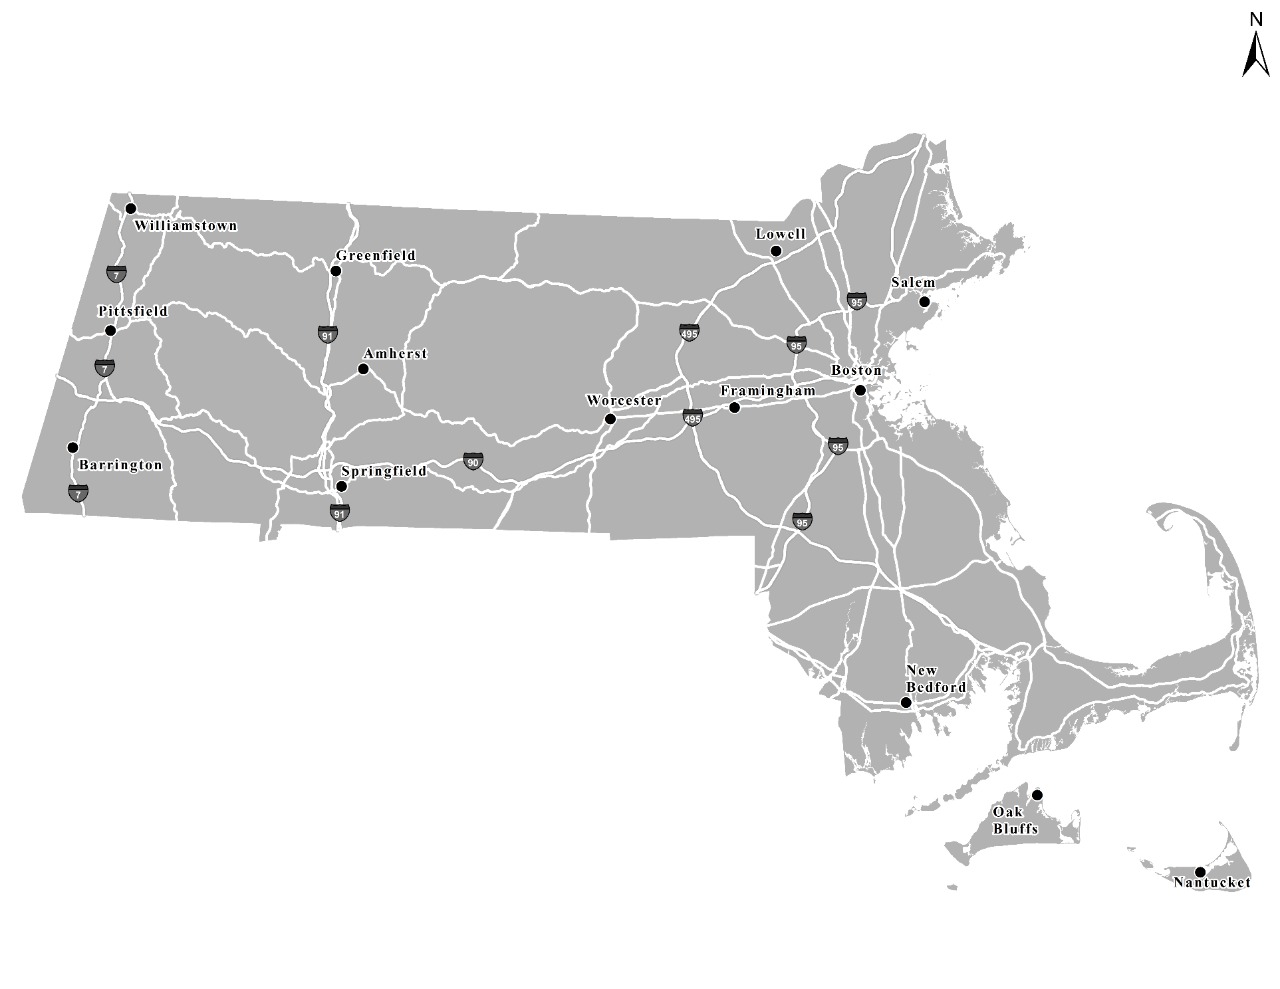 N
Williamstown
Lowell
Greenfield
7
Salem
95
Pittsfield
91
495
95
Amherst
7
Boston
Framingham
Worcester
495
95
90
Barrington
Springfield
7
91
95
New
Bedford
Oak
Bluffs
Nantucket